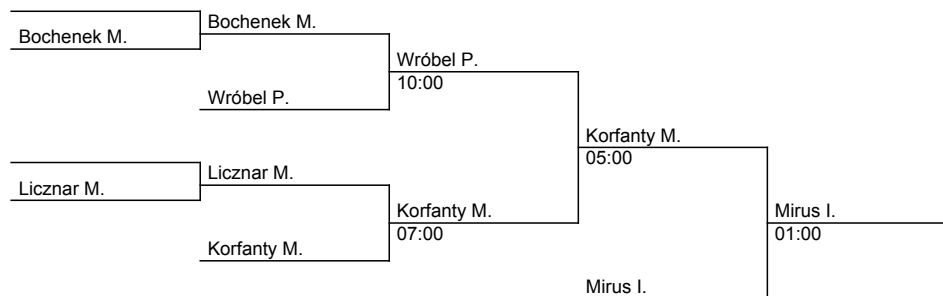 Bochenek M.
Bochenek M.
Wróbel P.
10:00
Wróbel P.
Korfanty M.
05:00
Licznar M.
Licznar M.
Korfanty M.
07:00
Mirus I.
01:00
Korfanty M.
Mirus I.